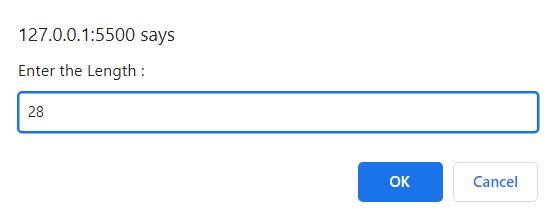 127.0.0.1:5500 says
Enter the Length :
28
OK
Cancel